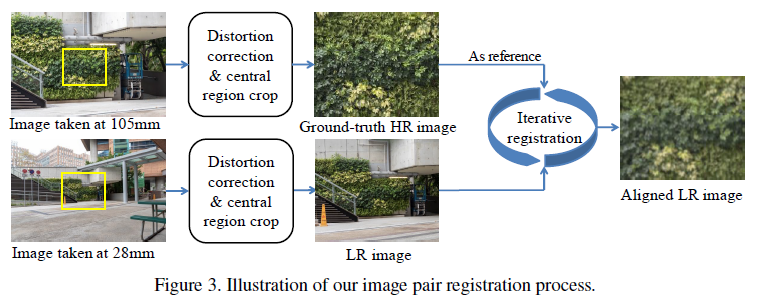 Distortion
correction
& central
region crop
As reference
Image taken at 105mm
Ground-truth HR image
Iterative
registration
Distortion
correction
& central
region crop
Aligned LR image
Image taken at 28mm
LR image
Figure 3. Illustration of our image pair registration process.